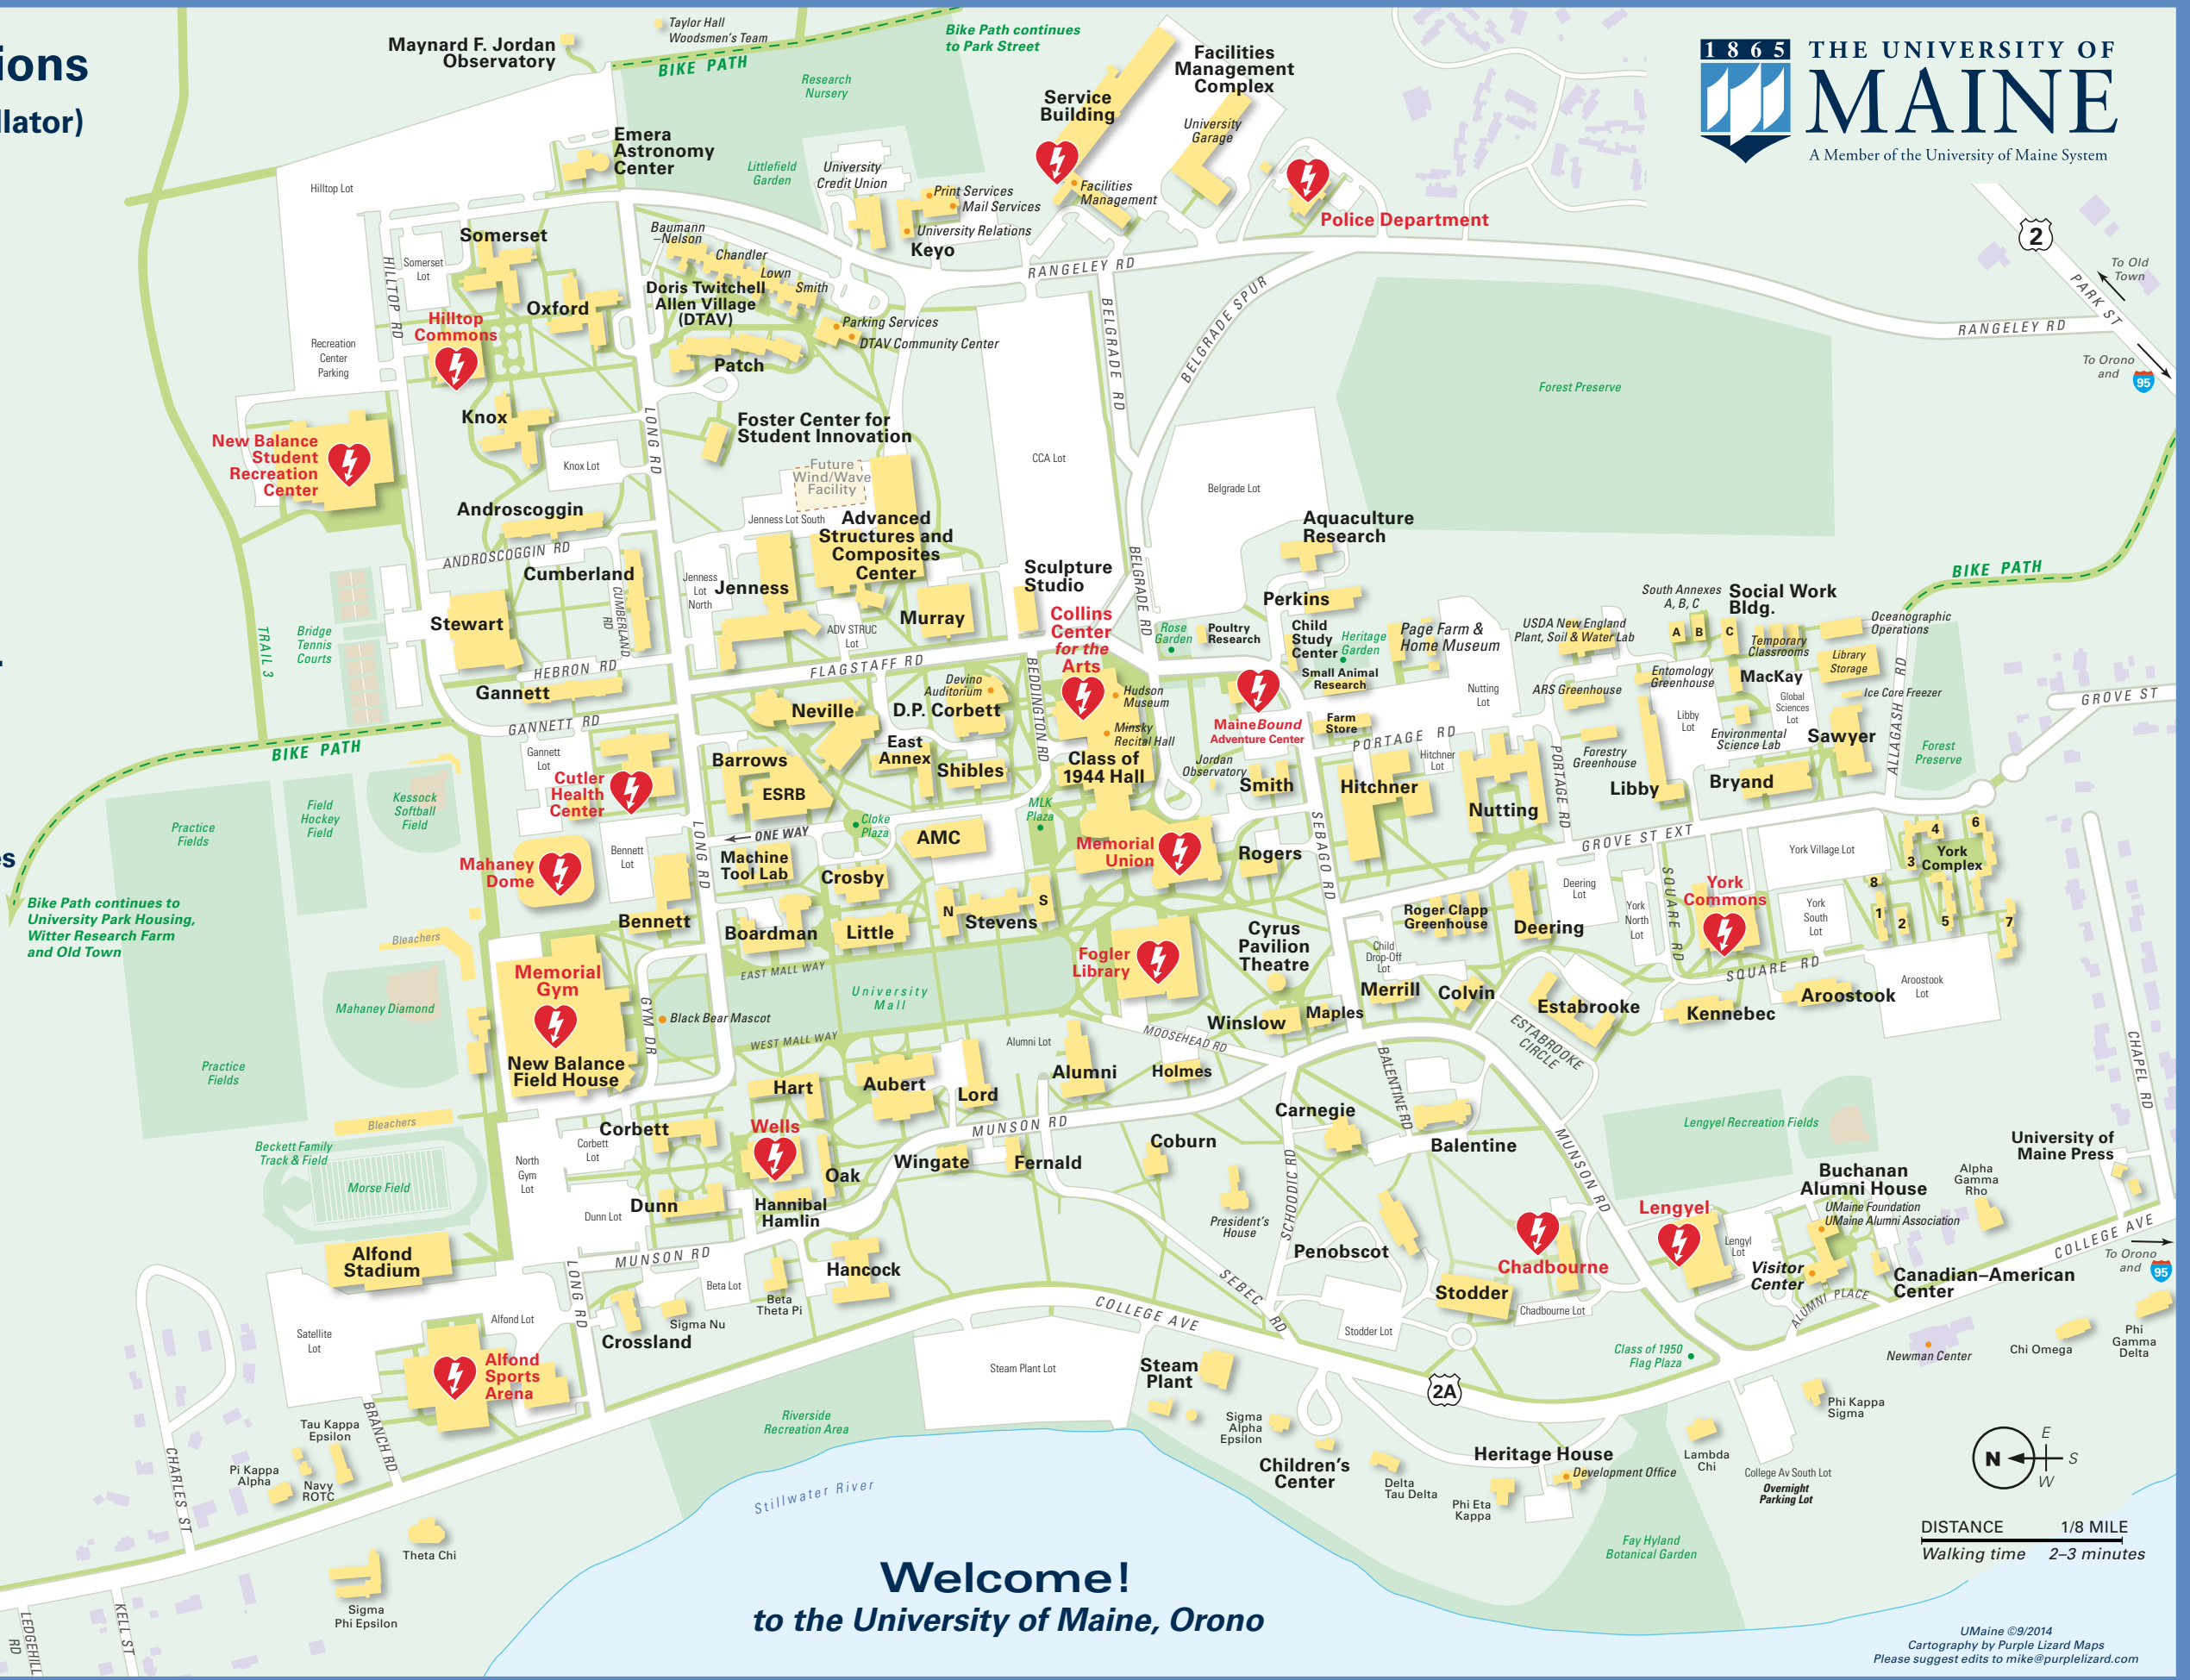 ions
llator)
es
1865
THE UNIVERSITY OF
MAINE
A Member of the University of Maine System
Taylor Hall
Woodsmen's Team
Maynard F. Jordan
Observatory
BIKE PATH
Bike Path continues
to Park Street
Research
Nursery
Facilities
Management
Complex
Service
Building
University
Garage
Emera
Astronomy
Center
Littlefield
Garden
University
Credit Union
Print Services
Mail Services
University Relations
Keyo
Facilities
Management
Police Department
Hilltop Lot
Somerset
Somerset
Lot
HILLTOP RD
Baumann
–Nelson
Chandler
Lown
Smith
Doris Twitchell
Allen Village
(DTAV)
RANGELEY RD
BELGRADE RD
BELGRADE SPUR
2
To Old
Town
PARK ST
RANGELEY RD
To Orono
and
95
Oxford
Hilltop
Commons
Parking Services
DTAV Community Center
Patch
Recreation
Center
Parking
Forest Preserve
Knox
LONG RD
Foster Center for
Student Innovation
New Balance
Student
Recreation
Center
Knox Lot
Future
Wind/Wave
Facility
CCA Lot
Belgrade Lot
Androscoggin
ANDROSCOGGIN RD
Jenness Lot South
Advanced
Structures and
Composites
Center
Aquaculture
Research
Cumberland
CUMBERLAND
RD
Jenness
Lot
North
Jenness
Sculpture
Studio
BELGRADE RD
BIKE PATH
Perkins
South Annexes
A, B, C
Social Work
Bldg.
Stewart
Murray
ADV STRUC
Lot
Collins
Center
for the
Arts
Rose
Garden
Poultry
Research
Child
Study
Center
Heritage
Garden
Page Farm &
Home Museum
USDA New England
Plant, Soil & Water Lab
A
B
C
Temporary
Classrooms
Oceanographic
Operations
Library
Storage
TRAIL 3
Bridge
Tennis
Courts
HEBRON RD
FLAGSTAFF RD
BEDDINGTON RD
Small Animal
Research
Entomology
Greenhouse
MacKay
Gannett
Devino
Auditorium
D.P. Corbett
Hudson
Museum
MaineBound
Adventure Center
Nutting
Lot
ARS Greenhouse
Global
Sciences
Lot
Ice Core Freezer
ALLAGASH RD
GROVE ST
GANNETT RD
Neville
Minsky
Recital Hall
Farm
Store
PORTAGE RD
Libby
Lot
Environmental
Science Lab
Sawyer
Forest
Preserve
BIKE PATH
Gannett
Lot
Barrows
East
Annex
Shibles
Class of
1944 Hall
Jordan
Observatory
Smith
Hitchner
Lot
Hitchner
Nutting
PORTAGE RD
Forestry
Greenhouse
Libby
Bryand
Cutler
Health
Center
ESRB
Kessock
Softball
Field
Field
Hockey
Field
Practice
Fields
LONG RD
ONE WAY
Cloke
Plaza
MLK
Plaza
AMC
SEBAGO RD
GROVE ST EXT
Mahaney
Dome
Bennett
Lot
Machine
Tool Lab
Crosby
Memorial
Union
Rogers
York Village Lot
4
6
3
York
Complex
8
1
2
5
7
Bike Path continues to
University Park Housing,
Witter Research Farm
and Old Town
Bennett
Boardman
Little
N
Stevens
S
Deering
Lot
York
North
Lot
SQUARE RD
York
Commons
York
South
Lot
Roger Clapp
Greenhouse
Deering
Bleachers
EAST MALL WAY
Fogler
Library
Cyrus
Pavilion
Theatre
Child
Drop-Off
Lot
SQUARE RD
Memorial
Gym
University
Mall
Merrill
Colvin
Estabrooke
Aroostook
Aroostook
Lot
Mahaney Diamond
GYM DR
Black Bear Mascot
Winslow
Maples
Kennebec
New Balance
Field House
WEST MALL WAY
Alumni Lot
MOOSEHEAD RD
ESTABROOKE
CIRCLE
CHAPEL RD
Practice
Fields
Hart
Aubert
Lord
Alumni
Holmes
BALENTINE RD
Bleachers
Corbett
Wells
MUNSON RD
Carnegie
Balentine
Lengyel Recreation Fields
Beckett Family
Track & Field
Corbett
Lot
North
Gym
Lot
Morse Field
Oak
Wingate
Fernald
Coburn
SCHOODIC RD
MUNSON RD
University of
Maine Press
Dunn
Dunn Lot
Hannibal
Hamlin
President's
House
Buchanan
Alumni House
UMaine Foundation
UMaine Alumni Association
Alpha
Gamma
Rho
Lengyel
Lengyl
Lot
Alfond
Stadium
MUNSON RD
LONG RD
Hancock
Penobscot
Chadbourne
COLLEGE AVE
To Orono
and
95
Beta Lot
Beta
Theta Pi
SEBEC RD
Stodder
Chadbourne Lot
Visitor
Center
Canadian–American
Center
ALUMNI PLACE
Sigma Nu
Crossland
COLLEGE AVE
Stodder Lot
Satellite
Lot
Alfond Lot
Class of 1950
Flag Plaza
Newman Center
Chi Omega
Phi
Gamma
Delta
Alfond
Sports
Arena
Steam Plant Lot
Steam
Plant
2A
Tau Kappa
Epsilon
BRANCH RD
Riverside
Recreation Area
Sigma
Alpha
Epsilon
Phi Kappa
Sigma
Pi Kappa
Alpha
Navy
ROTC
CHARLES ST
Children's
Center
Heritage House
Development Office
Delta
Tau Delta
Phi Eta
Kappa
Lambda
Chi
College Av South Lot
Overnight
Parking Lot
N
E
S
W
Stillwater River
Theta Chi
DISTANCE 1/8 MILE
Walking time 2–3 minutes
Fay Hyland
Botanical Garden
Sigma
Phi Epsilon
KELL ST
LEDGEHILL
RD
Welcome!
to the University of Maine, Orono
UMaine ©9/2014
Cartography by Purple Lizard Maps
Please suggest edits to mike@purplelizard.com